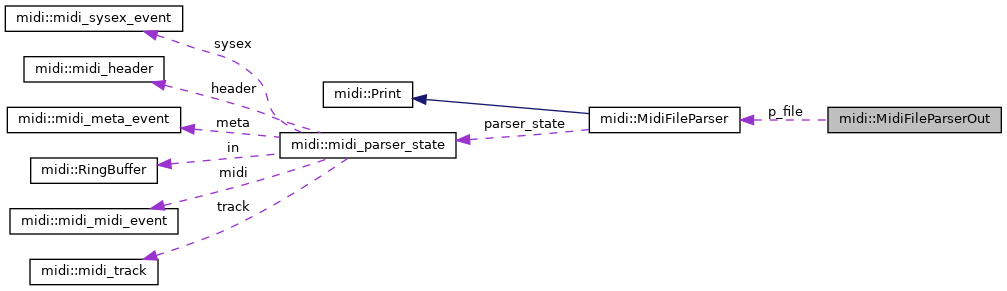 midi::midi_sysex_event
sysex
midi::midi_header
header
midi::Print
midi::midi_meta_event
meta
midi::MidiFileParser
p_file
midi::MidiFileParserOut
parser_state
midi::midi_parser_state
in
midi::RingBuffer
midi
midi::midi_midi_event
track
midi::midi_track